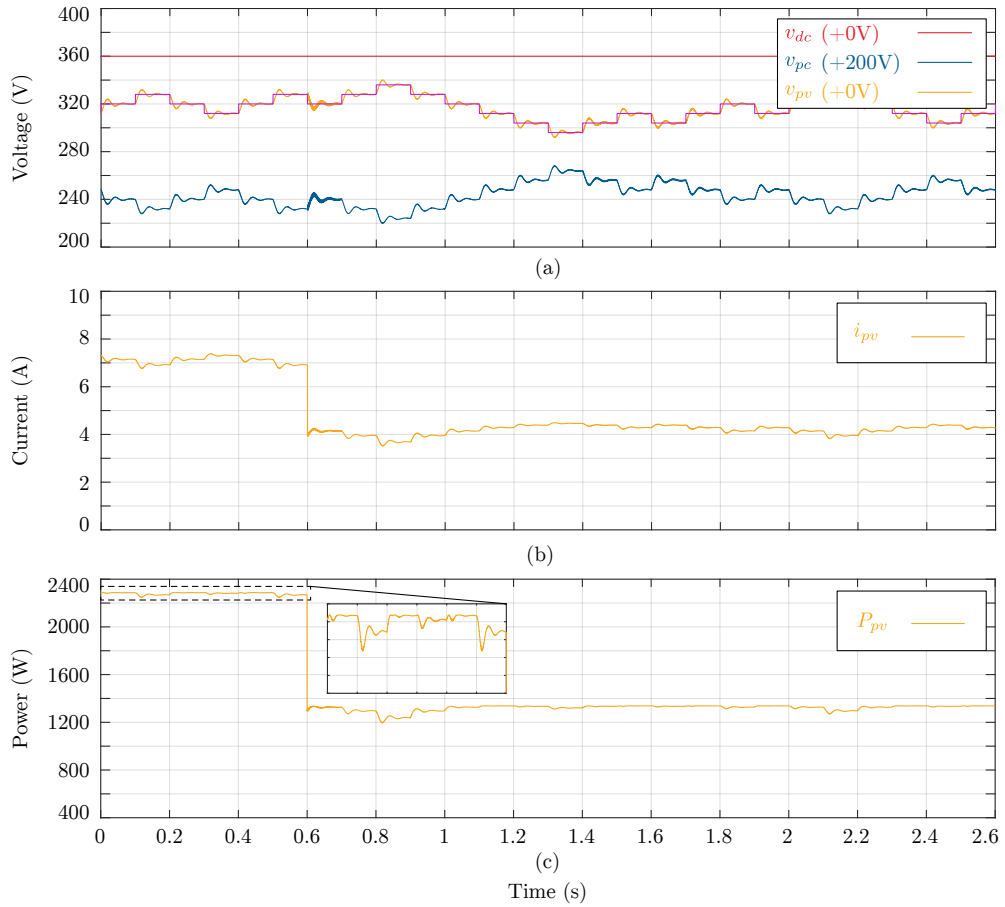 400
360
320
280
240
200
Voltage (V)
v_dc (+0V)
v_pc (+200V)
v_pv (+0V)
(a)
10
8
6
4
2
0
Current (A)
i_pv
(b)
2400
2000
1600
1200
800
400
Power (W)
P_pv
0 0.2 0.4 0.6 0.8 1 1.2 1.4 1.6 1.8 2 2.2 2.4 2.6
(c)
Time (s)